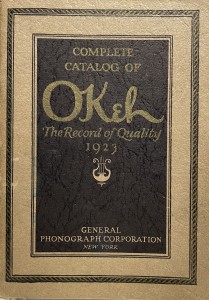 COMPLETE
CATALOG OF
OKeh
The Record of Quality
1923
GENERAL
PHONOGRAPH CORPORATION
NEW YORK